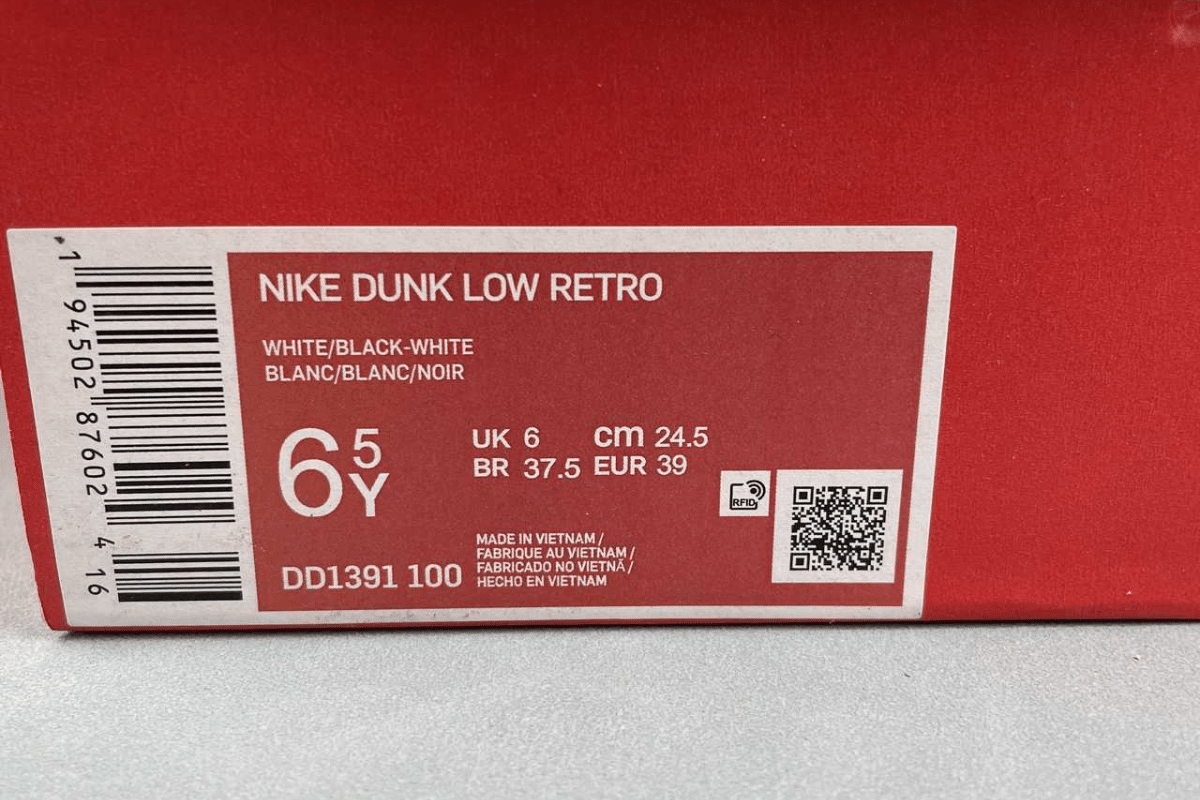 NIKE DUNK LOW RETRO
WHITE/BLACK-WHITE
BLANC/BLANC/NOIR
6 5Y
UK 6 cm 24.5
BR 37.5 EUR 39
RFID
DD1391 100
MADE IN VIETNAM /
FABRIQUE AU VIETNAM /
FABRICADO NO VIETNÃ /
HECHO EN VIETNAM
1 94502 87602 4 16